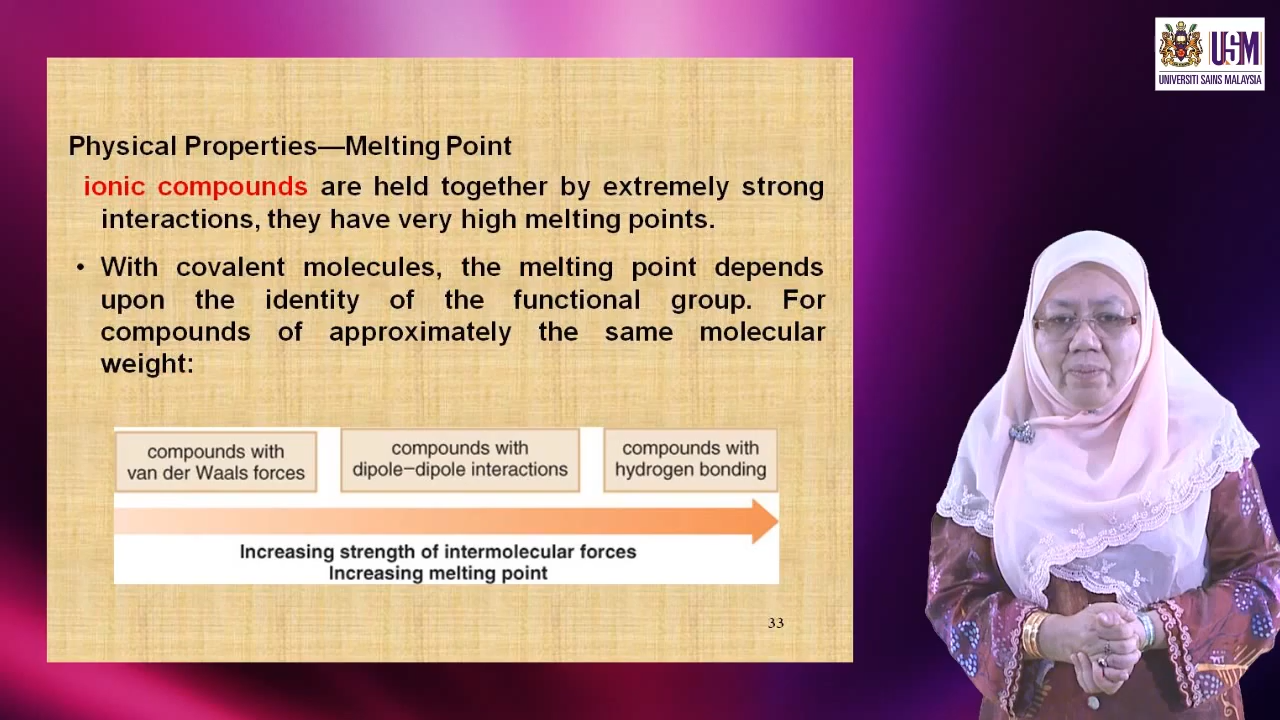 USM
UNIVERSITI SAINS MALAYSIA
Physical Properties—Melting Point
ionic compounds are held together by extremely strong
interactions, they have very high melting points.
• With covalent molecules, the melting point depends
upon the identity of the functional group. For
compounds of approximately the same molecular
weight:
compounds with
van der Waals forces
compounds with
dipole–dipole interactions
compounds with
hydrogen bonding
Increasing strength of intermolecular forces
Increasing melting point
33